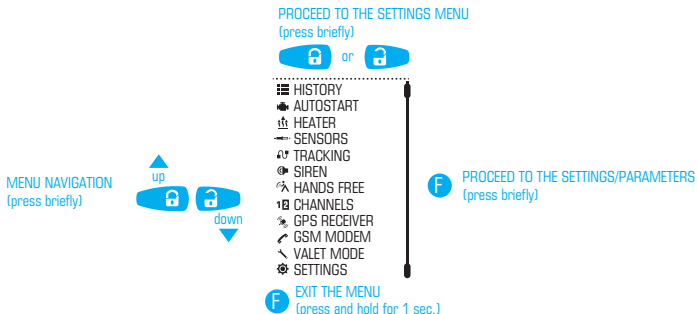 PROCEED TO THE SETTINGS MENU
(press briefly)
or
HISTORY
AUTOSTART
HEATER
SENSORS
TRACKING
SIREN
HANDS FREE
12 CHANNELS
GPS RECEIVER
GSM MODEM
VALET MODE
SETTINGS
up
MENU NAVIGATION
(press briefly)
down
F PROCEED TO THE SETTINGS/PARAMETERS
(press briefly)
F EXIT THE MENU
(press and hold for 1 sec.)